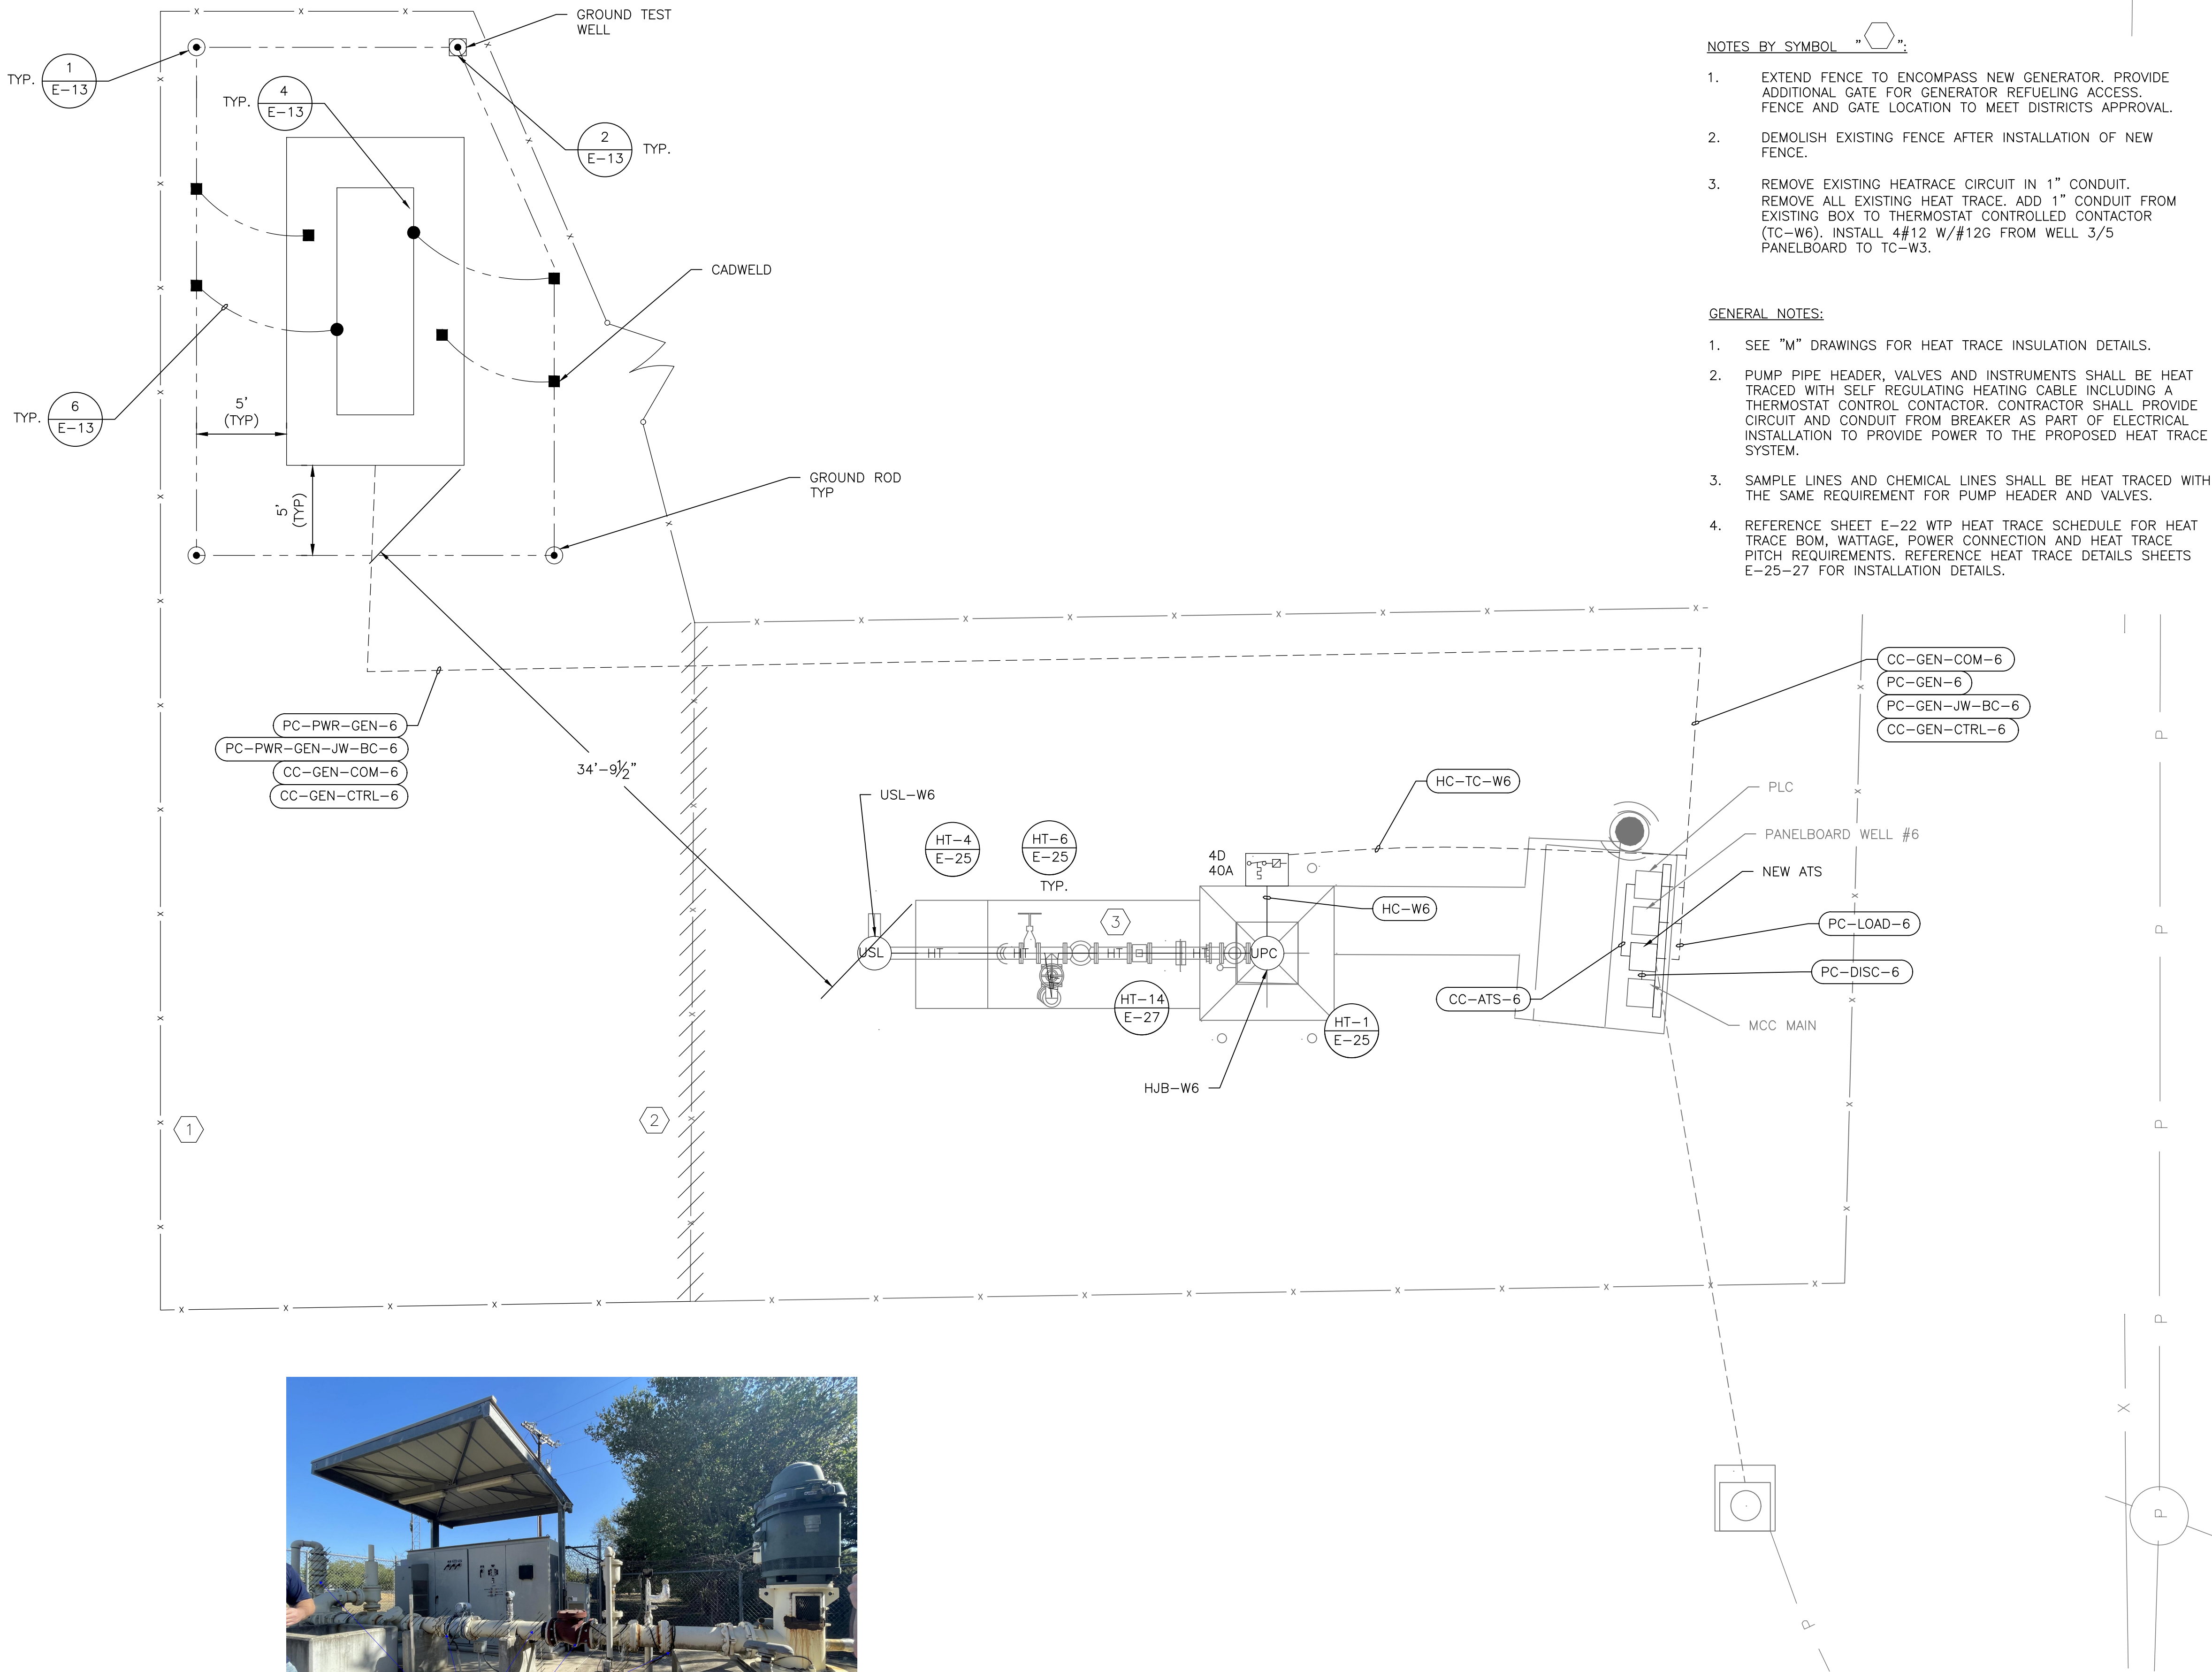 NOTES BY SYMBOL "⬡":
1. EXTEND FENCE TO ENCOMPASS NEW GENERATOR. PROVIDE
ADDITIONAL GATE FOR GENERATOR REFUELING ACCESS.
FENCE AND GATE LOCATION TO MEET DISTRICTS APPROVAL.
2. DEMOLISH EXISTING FENCE AFTER INSTALLATION OF NEW
FENCE.
3. REMOVE EXISTING HEATRACE CIRCUIT IN 1" CONDUIT.
REMOVE ALL EXISTING HEAT TRACE. ADD 1" CONDUIT FROM
EXISTING BOX TO THERMOSTAT CONTROLLED CONTACTOR
(TC-W6). INSTALL 4#12 W/#12G FROM WELL 3/5
PANELBOARD TO TC-W3.
GENERAL NOTES:
1. SEE "M" DRAWINGS FOR HEAT TRACE INSULATION DETAILS.
2. PUMP PIPE HEADER, VALVES AND INSTRUMENTS SHALL BE HEAT
TRACED WITH SELF REGULATING HEATING CABLE INCLUDING A
THERMOSTAT CONTROL CONTACTOR. CONTRACTOR SHALL PROVIDE
CIRCUIT AND CONDUIT FROM BREAKER AS PART OF ELECTRICAL
INSTALLATION TO PROVIDE POWER TO THE PROPOSED HEAT TRACE
SYSTEM.
3. SAMPLE LINES AND CHEMICAL LINES SHALL BE HEAT TRACED WITH
THE SAME REQUIREMENT FOR PUMP HEADER AND VALVES.
4. REFERENCE SHEET E-22 WTP HEAT TRACE SCHEDULE FOR HEAT
TRACE BOM, WATTAGE, POWER CONNECTION AND HEAT TRACE
PITCH REQUIREMENTS. REFERENCE HEAT TRACE DETAILS SHEETS
E-25-27 FOR INSTALLATION DETAILS.
GROUND TEST
WELL
TYP.
1
E-13
TYP.
4
E-13
2
E-13
TYP.
CADWELD
TYP.
6
E-13
5'
(TYP)
5'
(TYP)
GROUND ROD
TYP
PC-PWR-GEN-6
PC-PWR-GEN-JW-BC-6
CC-GEN-COM-6
CC-GEN-CTRL-6
34'-9½"
CC-GEN-COM-6
PC-GEN-6
PC-GEN-JW-BC-6
CC-GEN-CTRL-6
USL-W6
HT-4
E-25
HT-6
E-25
TYP.
4D
40A
HC-TC-W6
PLC
PANELBOARD WELL #6
NEW ATS
HC-W6
3
PC-LOAD-6
USL
HT
HT
HT
HT
UPC
PC-DISC-6
CC-ATS-6
HT-14
E-27
HT-1
E-25
MCC MAIN
HJB-W6
1
2
P
P
P
P
P
P